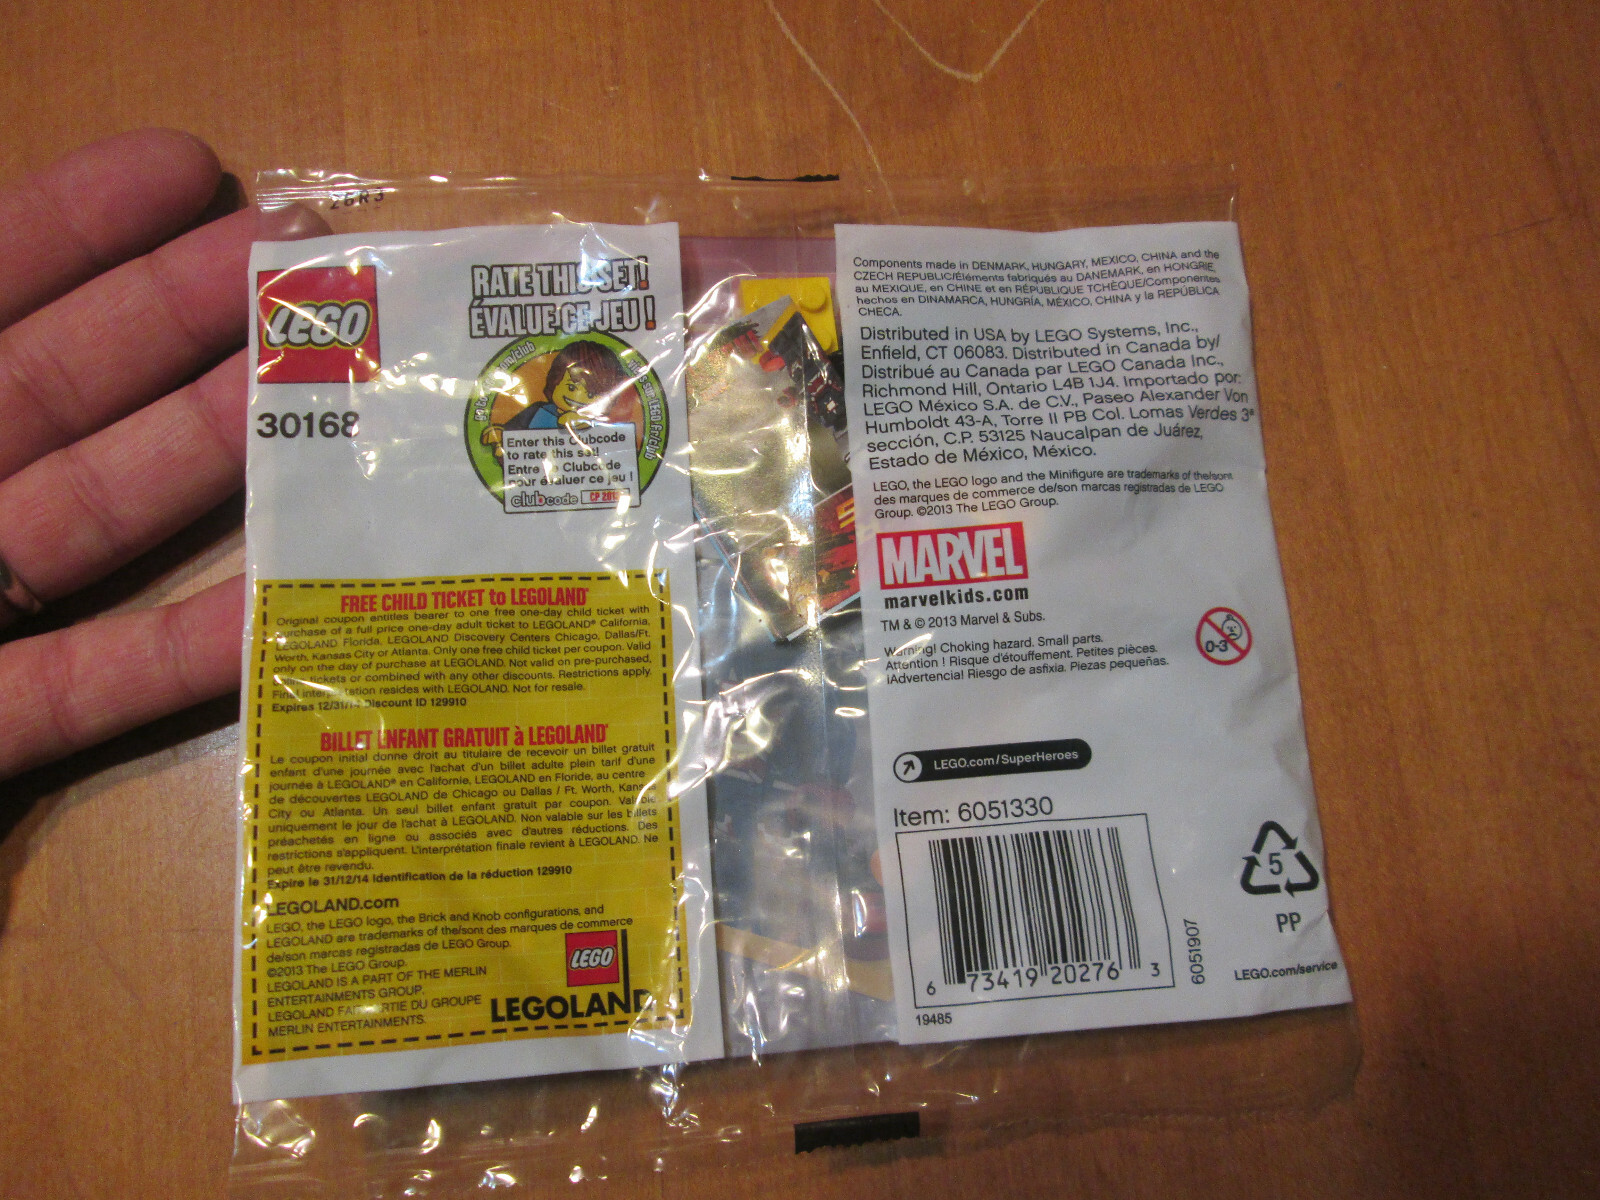 26R3
LEGO
30168
RATE THIS SET!
ÉVALUE CE JEU !
Enter this Clubcode
to rate this set!
Entre le Clubcode
pour évaluer ce jeu !
clubcode
FREE CHILD TICKET to LEGOLAND®
Original coupon entitles bearer to one free one-day child ticket with
purchase of a full price one-day adult ticket to LEGOLAND® California,
LEGOLAND Florida, LEGOLAND Discovery Centers Chicago, Dallas/Ft.
Worth, Kansas City or Atlanta. Only one free child ticket per coupon. Valid
only on the day of purchase at LEGOLAND. Not valid on pre-purchased,
online tickets or combined with any other discounts. Restrictions apply.
Final interpretation resides with LEGOLAND. Not for resale.
Expires 12/31/14 Discount ID 129910
BILLET ENFANT GRATUIT à LEGOLAND®
Le coupon initial donne droit au titulaire de recevoir un billet gratuit
enfant d'une journée avec l'achat d'un billet adulte plein tarif d'une
journée à LEGOLAND® en Californie, LEGOLAND en Floride, au centre
de découvertes LEGOLAND de Chicago ou Dallas / Ft. Worth, Kansas
City ou Atlanta. Un seul billet enfant gratuit par coupon. Valable
uniquement le jour de l'achat à LEGOLAND. Non valable sur les billets
préachetés en ligne ou associés avec d'autres réductions. Des
restrictions s'appliquent. L'interprétation finale revient à LEGOLAND. Ne
peut être revendu.
Expire le 31/12/14 Identification de la réduction 129910
LEGOLAND.com
LEGO, the LEGO logo, the Brick and Knob configurations, and
LEGOLAND are trademarks of the/sont des marques de commerce
de/son marcas registradas de LEGO Group.
©2013 The LEGO Group.
LEGOLAND IS A PART OF THE MERLIN
ENTERTAINMENTS GROUP.
LEGOLAND FAIT PARTIE DU GROUPE
MERLIN ENTERTAINMENTS.
LEGO
LEGOLAND
Components made in DENMARK, HUNGARY, MEXICO, CHINA and the
CZECH REPUBLIC/Éléments fabriqués au DANEMARK, en HONGRIE,
au MEXIQUE, en CHINE et en RÉPUBLIQUE TCHÈQUE/Componentes
hechos en DINAMARCA, HUNGRÍA, MÉXICO, CHINA y la REPÚBLICA
CHECA.
Distributed in USA by LEGO Systems, Inc.,
Enfield, CT 06083. Distributed in Canada by/
Distribué au Canada par LEGO Canada Inc.,
Richmond Hill, Ontario L4B 1J4. Importado por:
LEGO México S.A. de C.V., Paseo Alexander Von
Humboldt 43-A, Torre II PB Col. Lomas Verdes 3ª
sección, C.P. 53125 Naucalpan de Juárez,
Estado de México, México.
LEGO, the LEGO logo and the Minifigure are trademarks of the/sont
des marques de commerce de/son marcas registradas de LEGO
Group. ©2013 The LEGO Group.
MARVEL
marvelkids.com
TM & © 2013 Marvel & Subs.
Warning! Choking hazard. Small parts.
Attention ! Risque d'étouffement. Petites pièces.
¡Advertencia! Riesgo de asfixia. Piezas pequeñas.
0-3
LEGO.com/SuperHeroes
Item: 6051330
6 73419 20276 3
19485
6051907
5
PP
LEGO.com/service